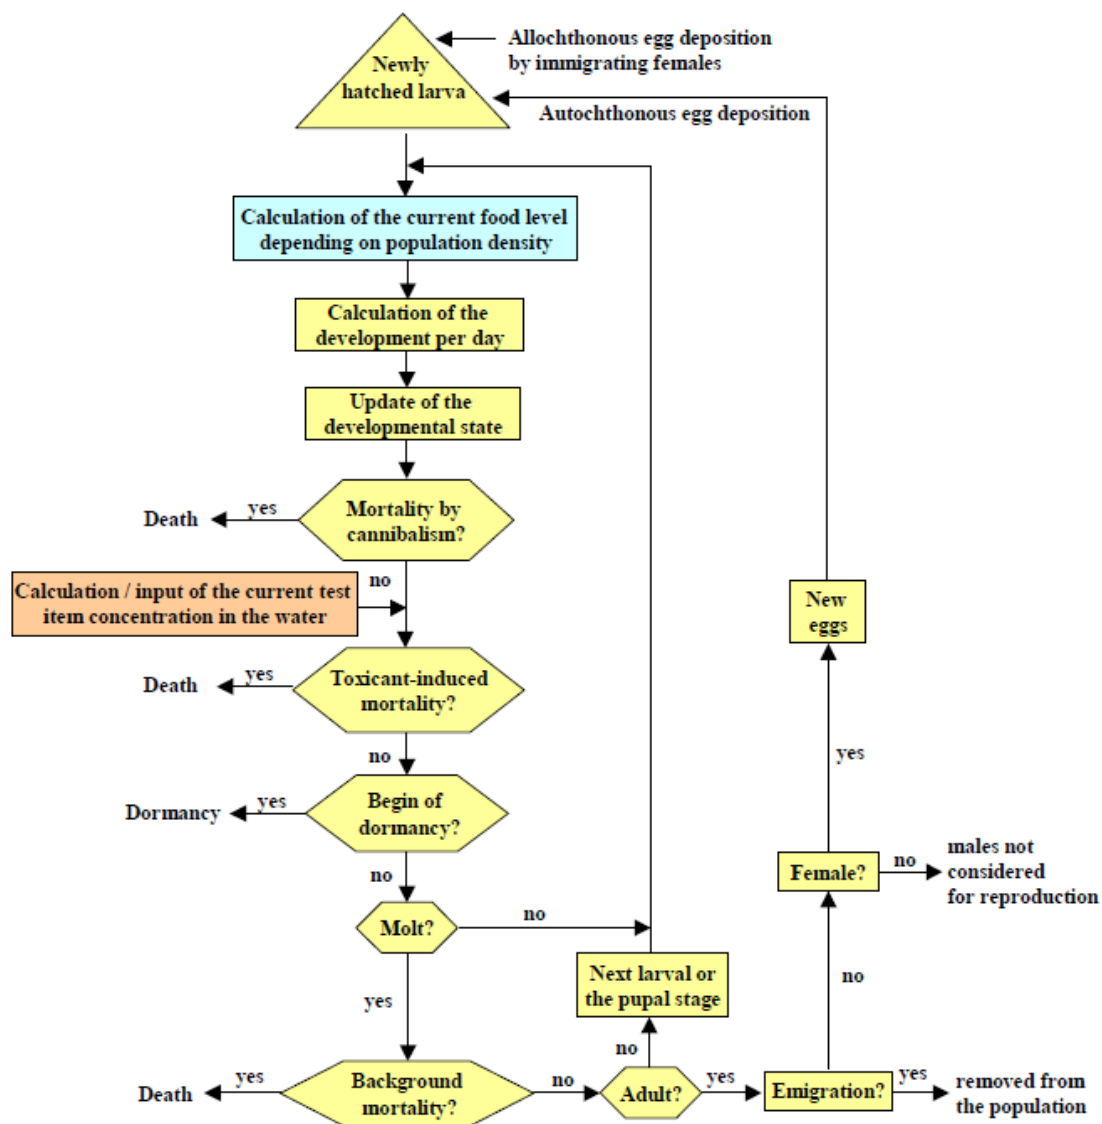 Allochthonous egg deposition
by immigrating females
Newly
hatched larva
Autochthonous egg deposition
Calculation of the current food level
depending on population density
Calculation of the
development per day
Update of the
developmental state
Mortality by
cannibalism?
yes
Death
no
Calculation / input of the current test
item concentration in the water
Toxicant-induced
mortality?
yes
Death
no
Begin of
dormancy?
yes
Dormancy
no
Molt?
no
yes
Background
mortality?
yes
Death
no
Adult?
no
Next larval or
the pupal stage
yes
Emigration?
yes
removed from
the population
no
Female?
no
males not
considered
for reproduction
yes
New
eggs